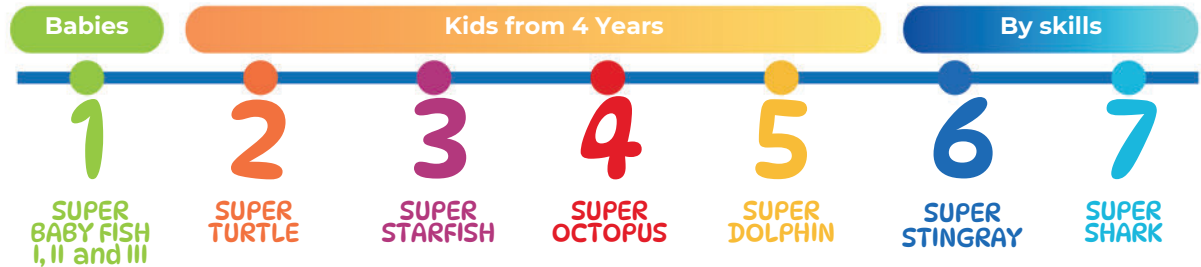 Babies
Kids from 4 Years
By skills
1
2
3
4
5
6
7
SUPER
BABY FISH
I, II and III
SUPER
TURTLE
SUPER
STARFISH
SUPER
OCTOPUS
SUPER
DOLPHIN
SUPER
STINGRAY
SUPER
SHARK